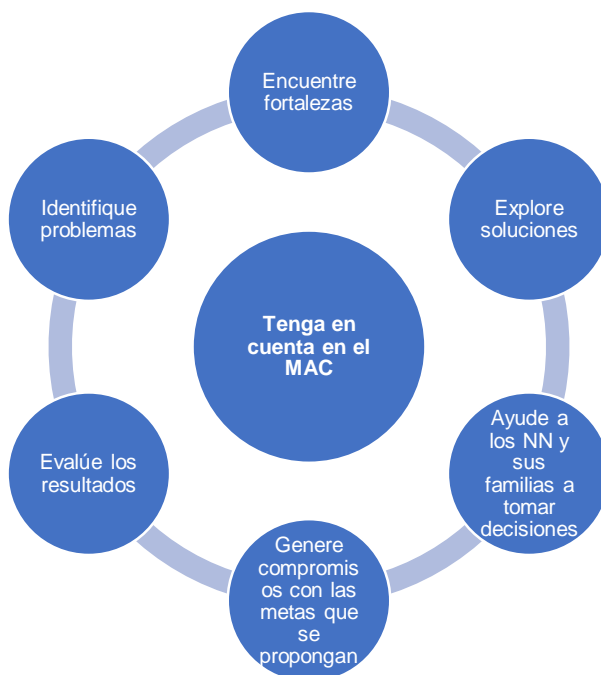 Encuentre
fortalezas
Explore
soluciones
Ayude a
los NN y
sus
familias a
tomar
decisiones
Genere
compromis
os con las
metas que
se
propongan
Evalúe los
resultados
Identifique
problemas
Tenga en
cuenta en el
MAC